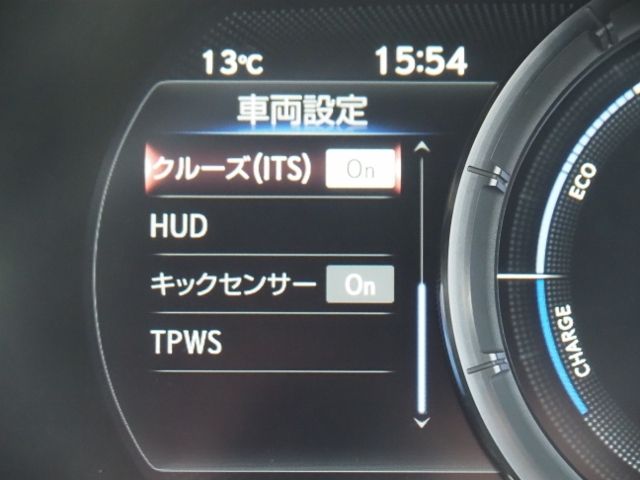 13°C 15:54
車両設定
クルーズ(ITS) On
HUD
キックセンサー On
TPWS
ECO
CHARGE